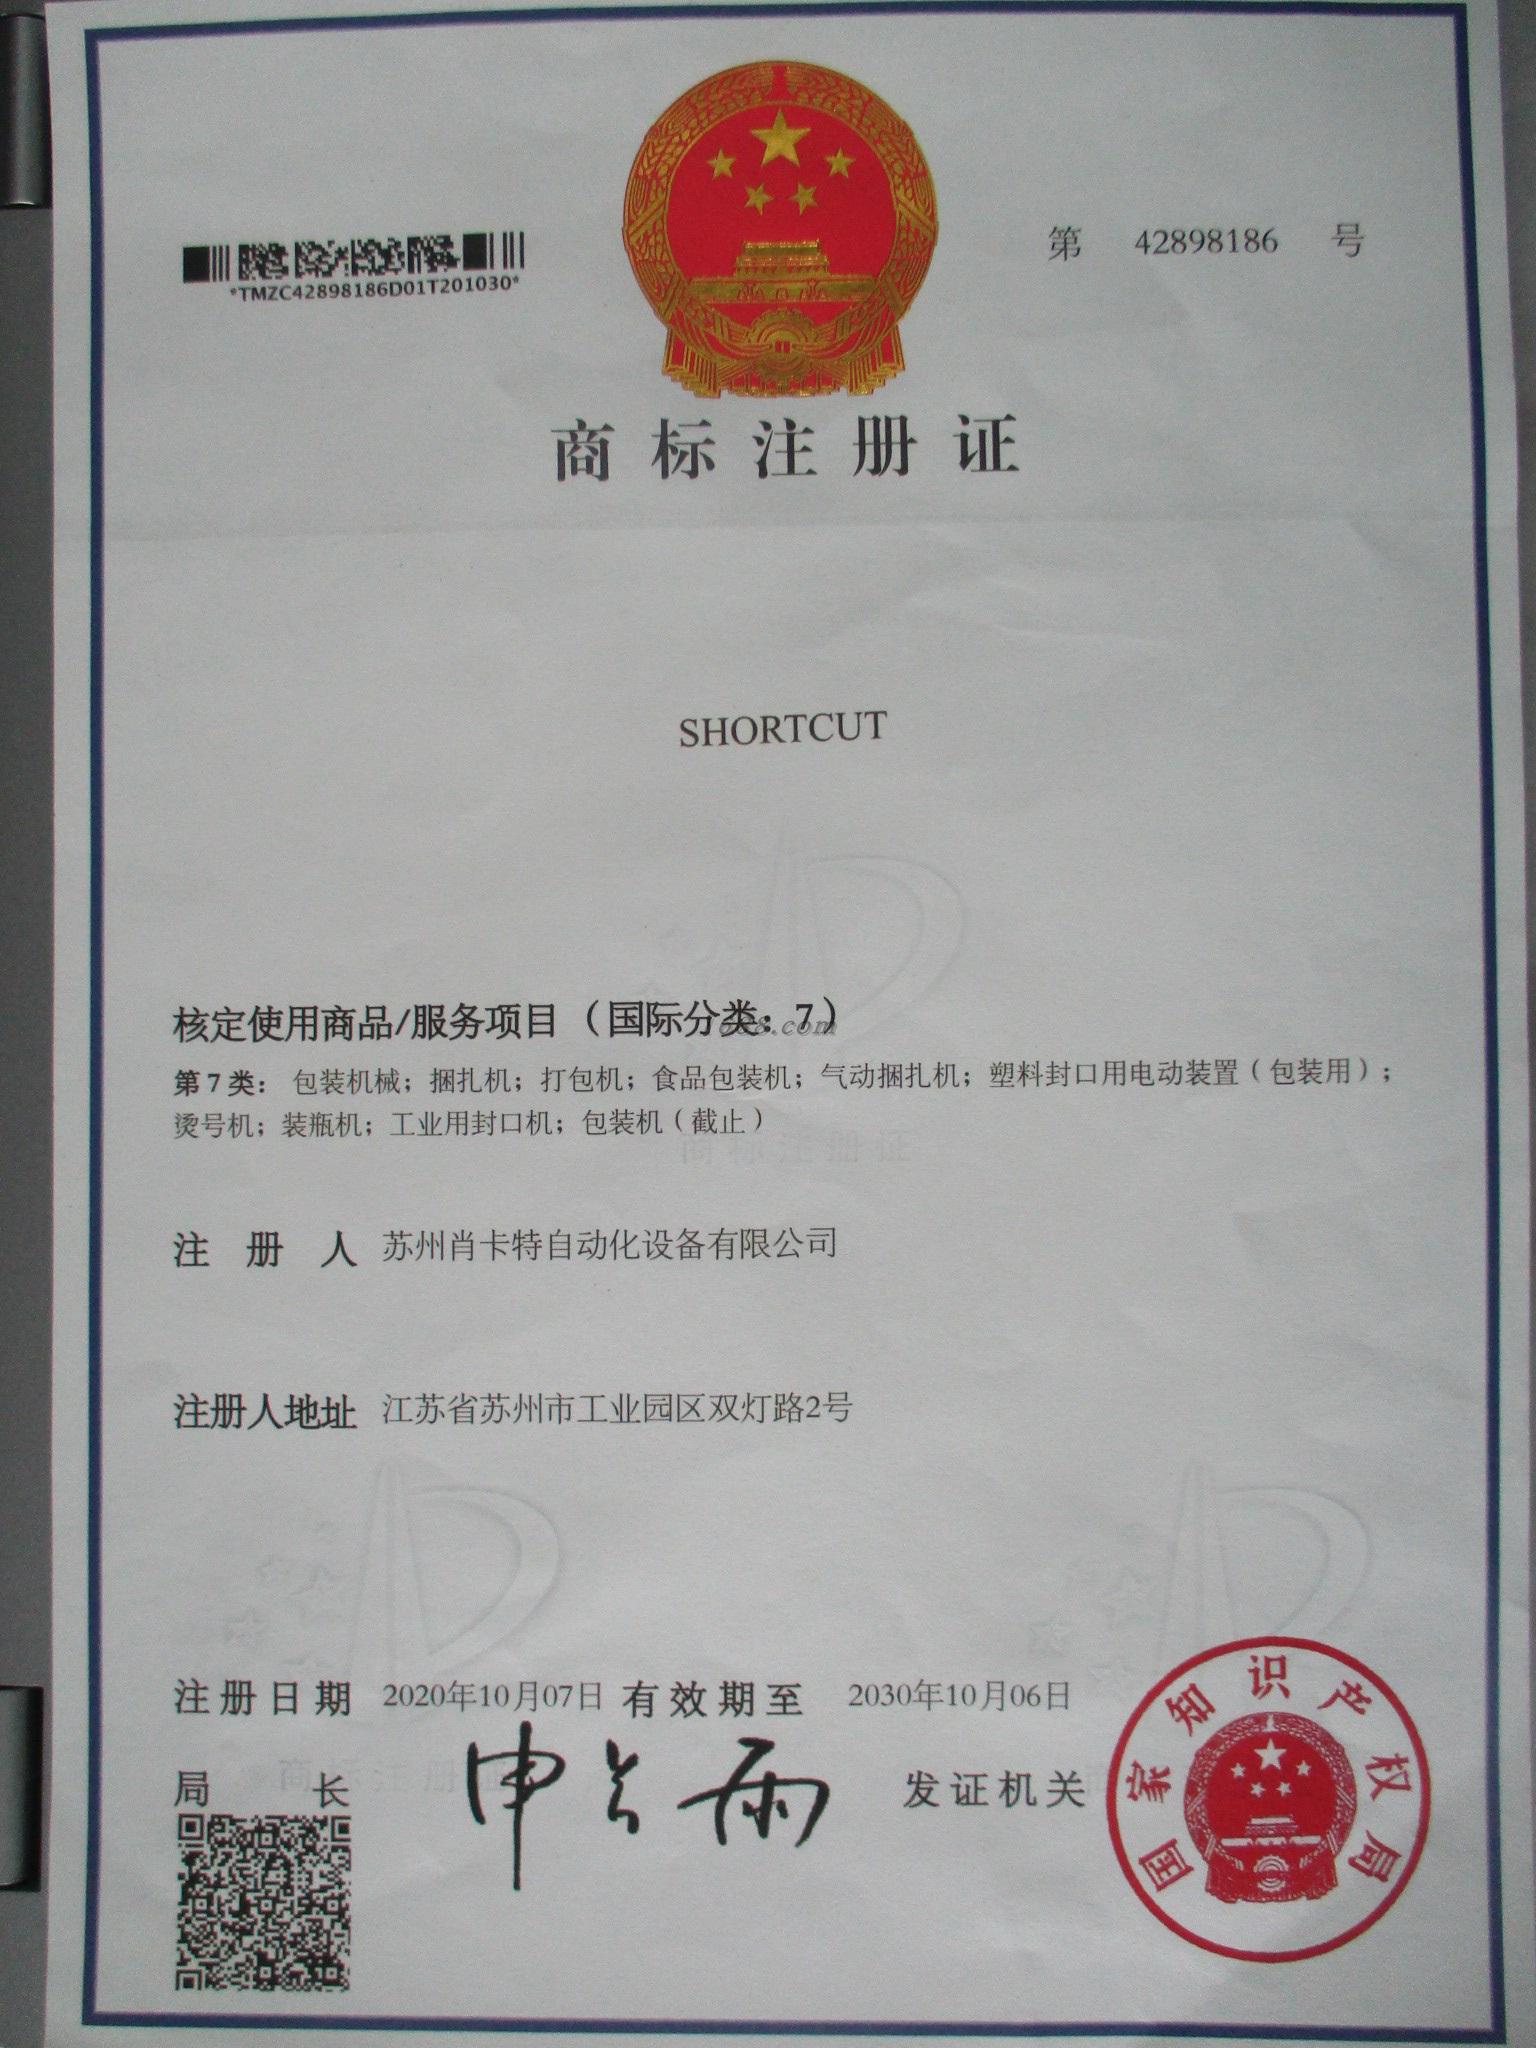 第 42898186 号
*TMZC42898186D01T201030*
商标注册证
SHORTCUT
核定使用商品/服务项目（国际分类：7）
第7类：包装机械；捆扎机；打包机；食品包装机；气动捆扎机；塑料封口用电动装置（包装用）；
烫号机；装瓶机；工业用封口机；包装机（截止）
商标注册证
注册人 苏州肖卡特自动化设备有限公司
注册人地址 江苏省苏州市工业园区双灯路2号
注册日期 2020年10月07日 有效期至 2030年10月06日
局长 申长雨 发证机关
国家知识产权局